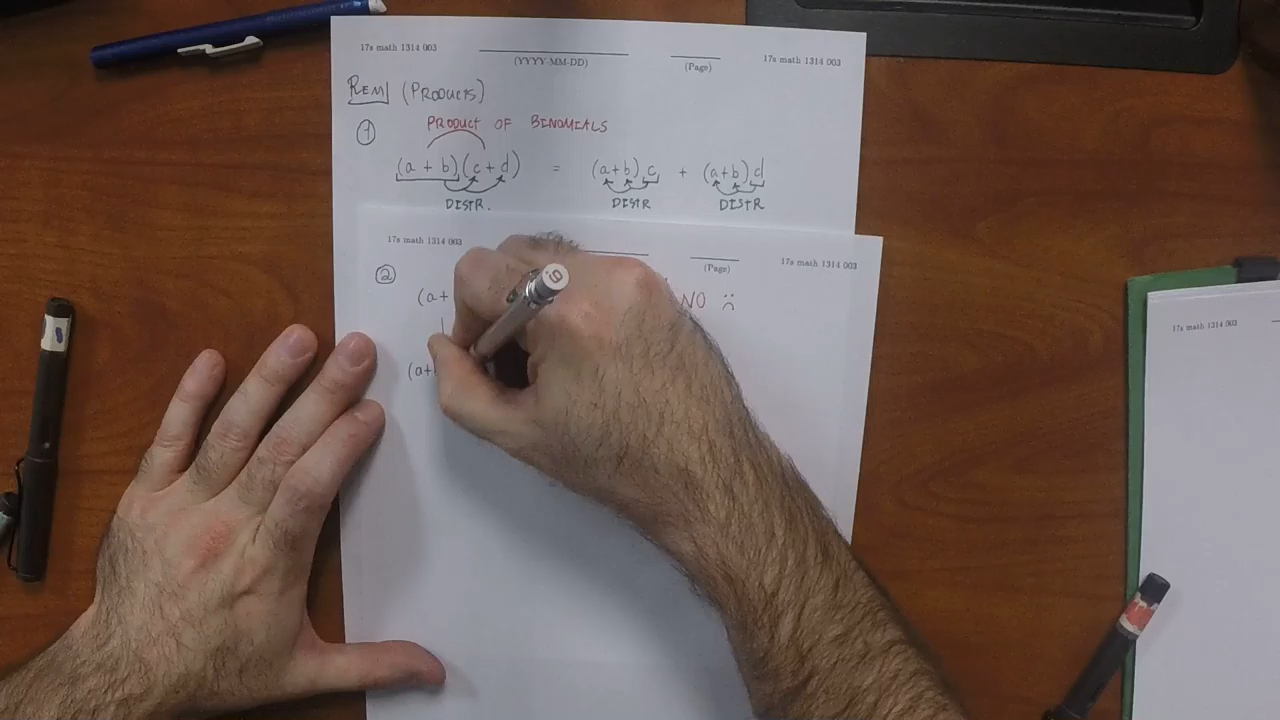 17s math 1314 003 (YYYY-MM-DD) (Page) 17s math 1314 003
REM (PRODUCTS)
1 PRODUCT OF BINOMIALS
(a + b)(c + d) = (a+b)c + (a+b)d
DISTR. DISTR DISTR
17s math 1314 003 (Page) 17s math 1314 003
2 (a+ NO :(
(a+
17s math 1314 003